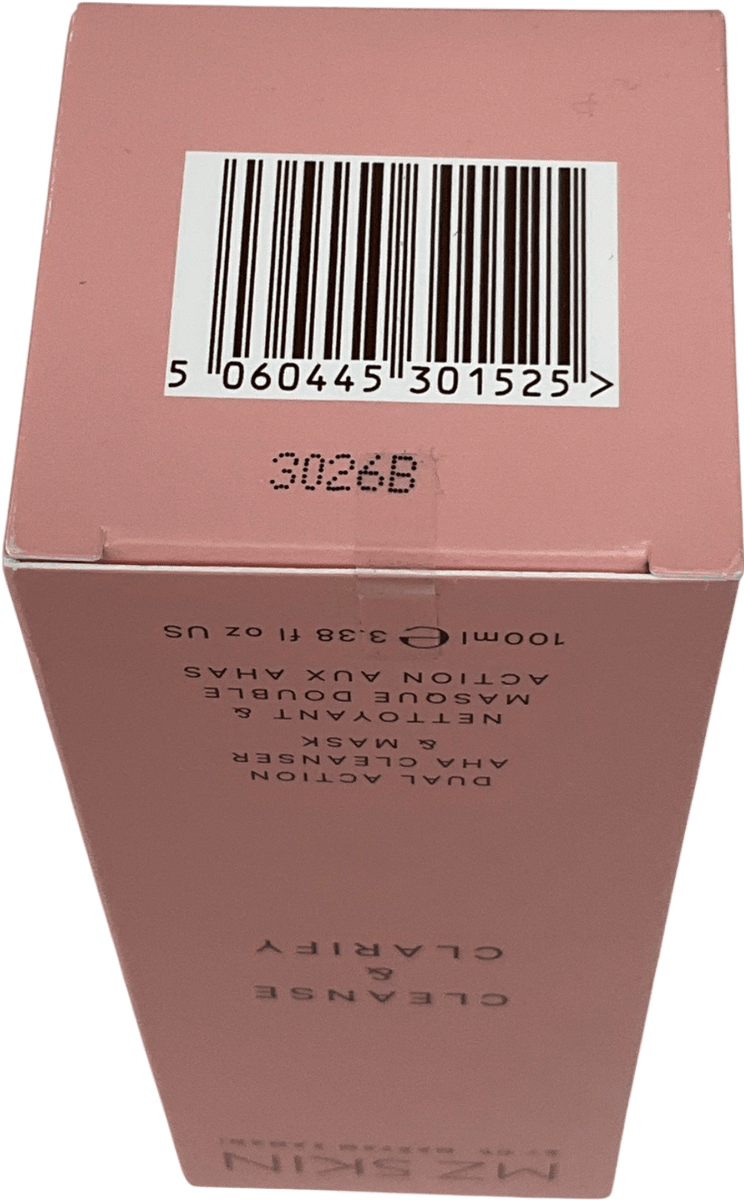 5 060445 301525 >
3026B
MZ SKIN
CLEANSE
&
CLARIFY
DUAL ACTION
AHA CLEANSER
& MASK
NETTOYANT &
MASQUE DOUBLE
ACTION AUX AHAS
100ml e 3.38 fl oz US